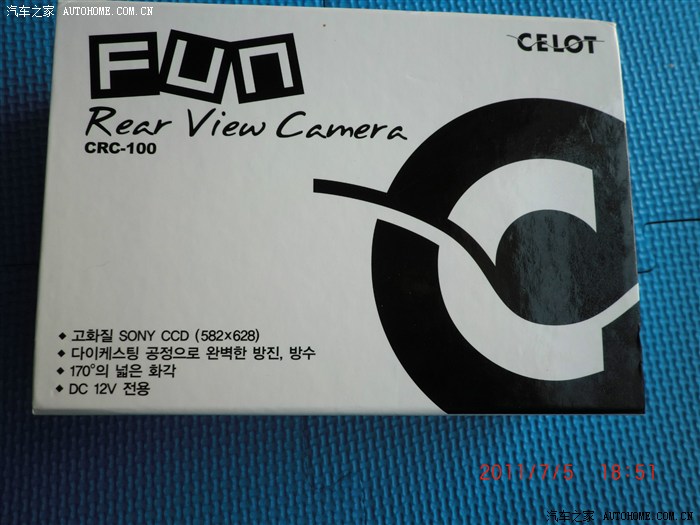 汽车之家 AUTOHOME.COM.CN
FUN
CELOT
Rear View Camera
CRC-100
◆ 고화질 SONY CCD (582×628)
◆ 다이케스팅 공정으로 완벽한 방진, 방수
◆ 170°의 넓은 화각
◆ DC 12V 전용
2011/7/5 18:51
汽车之家 AUTOHOME.COM.CN